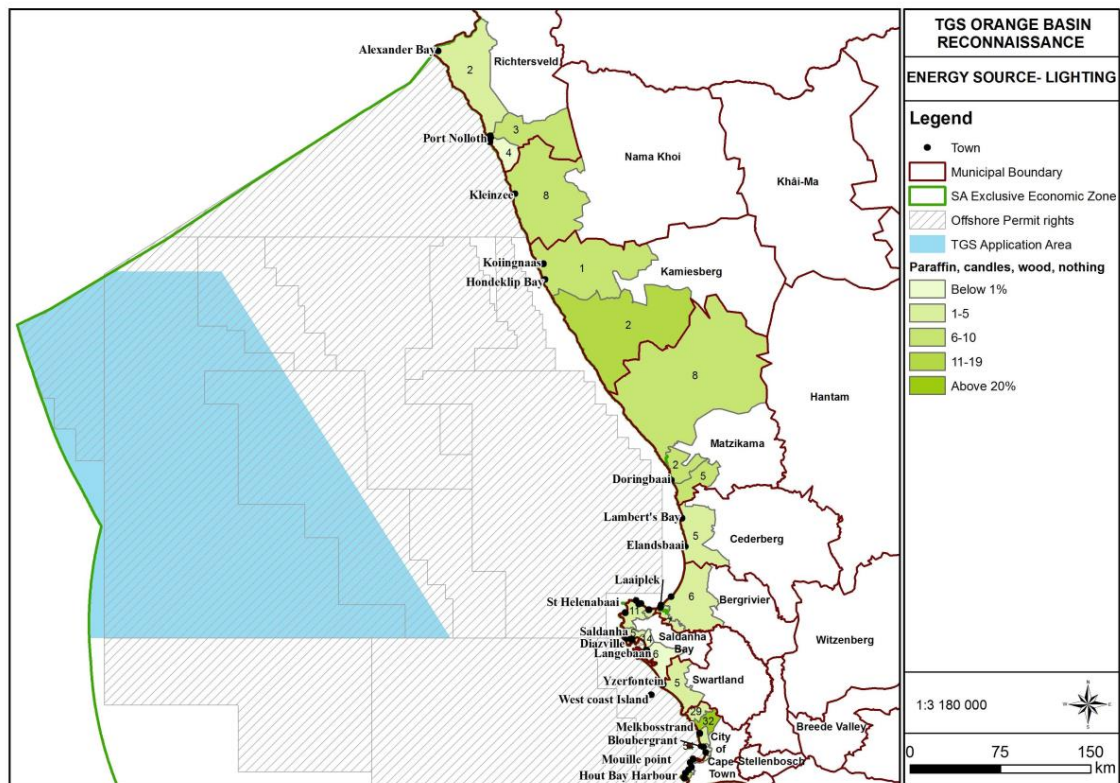 TGS ORANGE BASIN
RECONNAISSANCE
ENERGY SOURCE- LIGHTING
Legend
Town
Municipal Boundary
SA Exclusive Economic Zone
Offshore Permit rights
TGS Application Area
Paraffin, candles, wood, nothing
Below 1%
1-5
6-10
11-19
Above 20%
1:3 180 000
0 75 150
km
Alexander Bay
2
Richtersveld
3
Port Nolloth
4
Nama Khoi
Khâi-Ma
Kleinzee
8
Koiingnaas
1
Kamiesberg
Hondeklip Bay
2
8
Hantam
Matzikama
2
Doringbaai
5
Lambert's Bay
5
Cederberg
Elandsbaai
Laaiplek
6
Bergrivier
St Helenabaai
11
Witzenberg
Saldanha
Diazville
14
Saldanha
Bay
Langebaan
6
Yzerfontein
5
Swartland
West coast Island
29
32
Melkbosstrand
Bloubergrant
City
of
Cape
Town
Breede Valley
Mouille point
Stellenbosch
Hout Bay Harbour